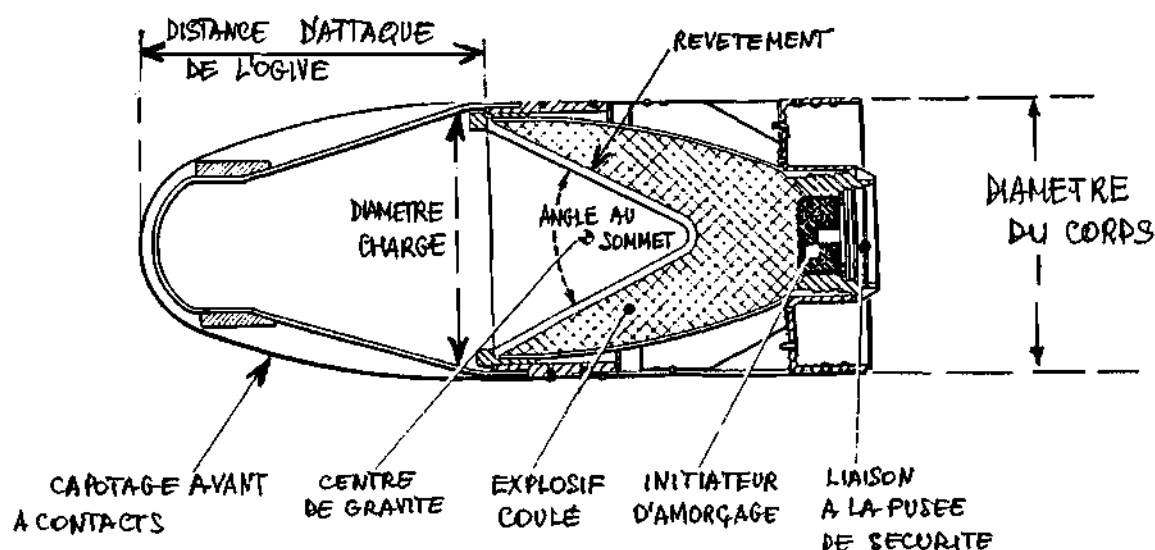 DISTANCE D'ATTAQUE
DE L'OGIVE
REVETEMENT
DIAMETRE
CHARGE
ANGLE AU
SOMMET
DIAMETRE
DU CORPS
CAPOTAGE AVANT
A CONTACTS
CENTRE
DE GRAVITE
EXPLOSIF
COULÉ
INITIATEUR
D'AMORÇAGE
LIAISON
A LA FUSEE
DE SECURITE